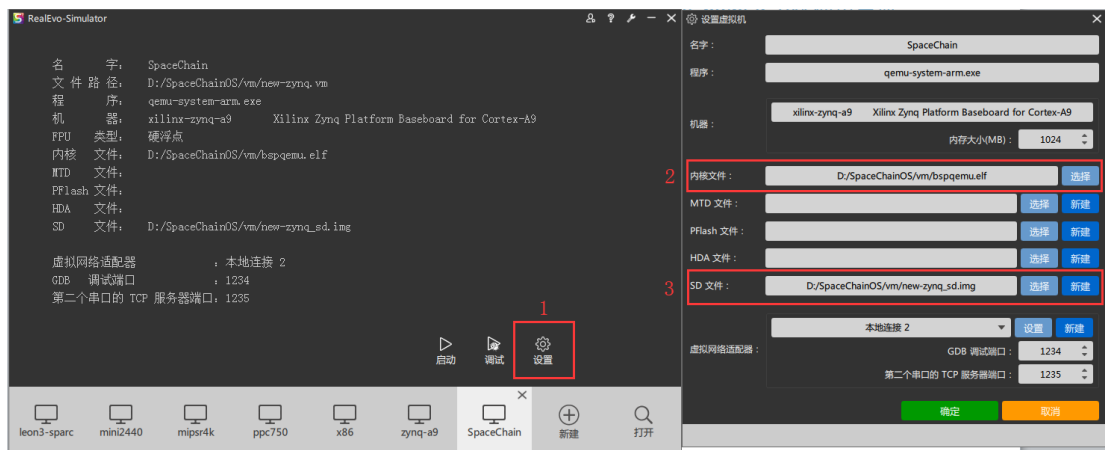 RealEvo-Simulator
名 字: SpaceChain
文 件 路 径: D:/SpaceChainOS/vm/new-zynq.vm
程 序: qemu-system-arm.exe
机 器: xilinx-zynq-a9 Xilinx Zynq Platform Baseboard for Cortex-A9
FPU 类型: 硬浮点
内核 文件: D:/SpaceChainOS/vm/bspqemu.elf
MTD 文件:
PFlash 文件:
HDA 文件:
SD 文件: D:/SpaceChainOS/vm/new-zynq_sd.img
虚拟网络适配器 : 本地连接 2
GDB 调试端口 : 1234
第二个串口的 TCP 服务器端口: 1235
1
启动 调试 设置
leon3-sparc mini2440 mipsr4k ppc750 x86 zynq-a9 SpaceChain 新建 打开
设置虚拟机
名字: SpaceChain
程序: qemu-system-arm.exe
机器: xilinx-zynq-a9 Xilinx Zynq Platform Baseboard for Cortex-A9
内存大小(MB): 1024
2 内核文件: D:/SpaceChainOS/vm/bspqemu.elf 选择
MTD 文件: 选择 新建
PFlash 文件: 选择 新建
HDA 文件: 选择 新建
3 SD 文件: D:/SpaceChainOS/vm/new-zynq_sd.img 选择 新建
虚拟网络适配器: 本地连接 2 设置 新建
GDB 调试端口: 1234
第二个串口的 TCP 服务器端口: 1235
确定 取消